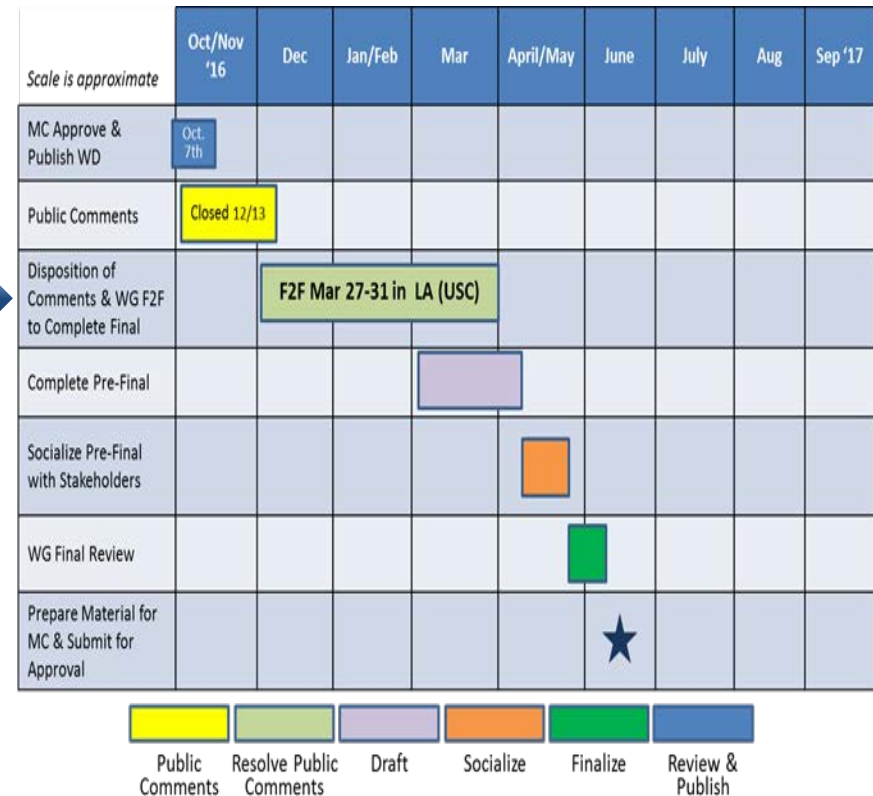 Scale is approximate
Oct/Nov
‘16
Dec
Jan/Feb
Mar
April/May
June
July
Aug
Sep ‘17
MC Approve &
Publish WD
Oct.
7th
Public Comments
Closed 12/13
Disposition of
Comments & WG F2F
to Complete Final
F2F Mar 27-31 in LA (USC)
Complete Pre-Final
Socialize Pre-Final
with Stakeholders
WG Final Review
Prepare Material for
MC & Submit for
Approval
Public
Comments
Resolve Public
Comments
Draft
Socialize
Finalize
Review &
Publish